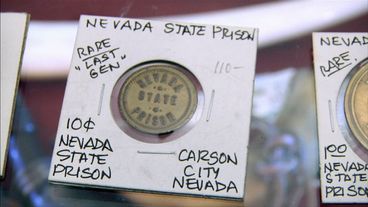 NEVADA STATE PRISON
RARE
"LAST
GEN"
110-
NEVADA
STATE
PRISON
10¢
NEVADA
STATE
PRISON
CARSON
CITY
NEVADA
NEVADA
RARE.
100
NEVADA
STATE
PRISON